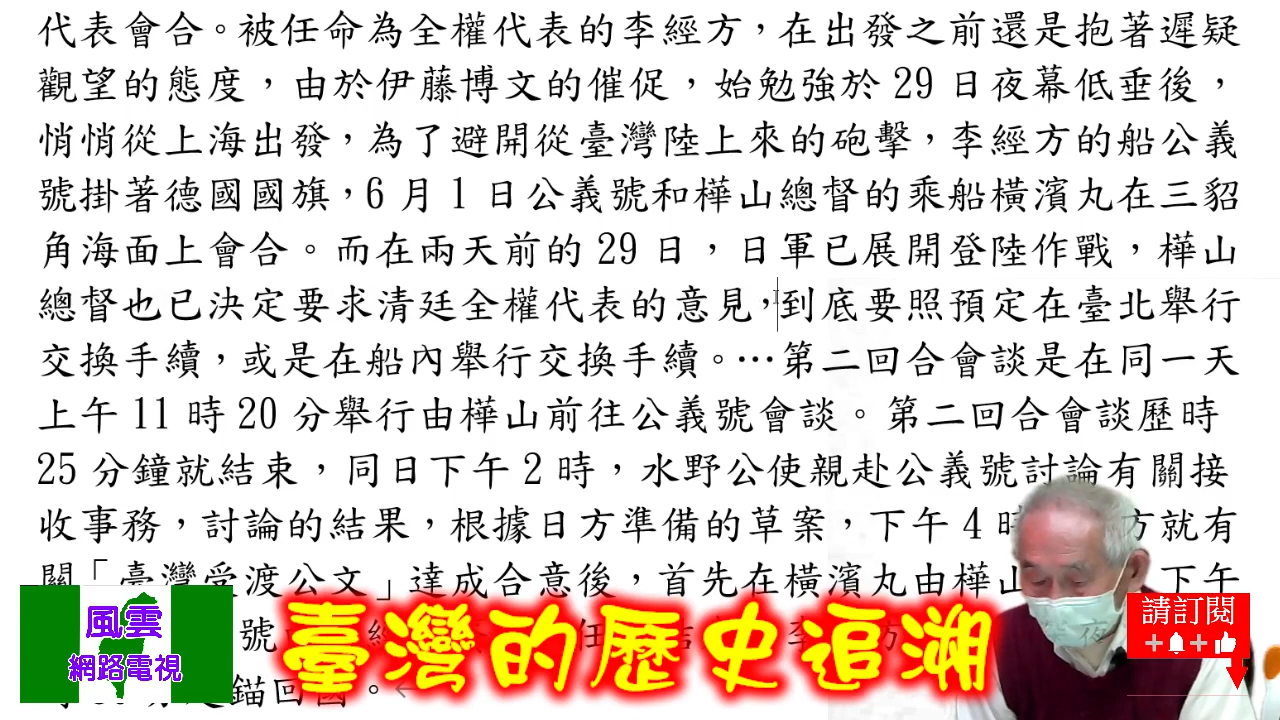 代表會合。被任命為全權代表的李經方，在出發之前還是抱著遲疑
觀望的態度，由於伊藤博文的催促，始勉強於 29 日夜幕低垂後，
悄悄從上海出發，為了避開從臺灣陸上來的砲擊，李經方的船公義
號掛著德國國旗，6 月 1 日公義號和樺山總督的乘船橫濱丸在三貂
角海面上會合。而在兩天前的 29 日，日軍已展開登陸作戰，樺山
總督也已決定要求清廷全權代表的意見，到底要照預定在臺北舉行
交換手續，或是在船內舉行交換手續。…第二回合會談是在同一天
上午 11 時 20 分舉行由樺山前往公義號會談。第二回合會談歷時
25 分鐘就結束，同日下午 2 時，水野公使親赴公義號討論有關接
收事務，討論的結果，根據日方準備的草案，下午 4 時 方就有
關「臺灣受渡公文」達成合意後，首先在橫濱丸由樺山 下午
號 任 李 方 夜
錨回國。
風雲
網路電視
臺灣的歷史追溯
請訂閱